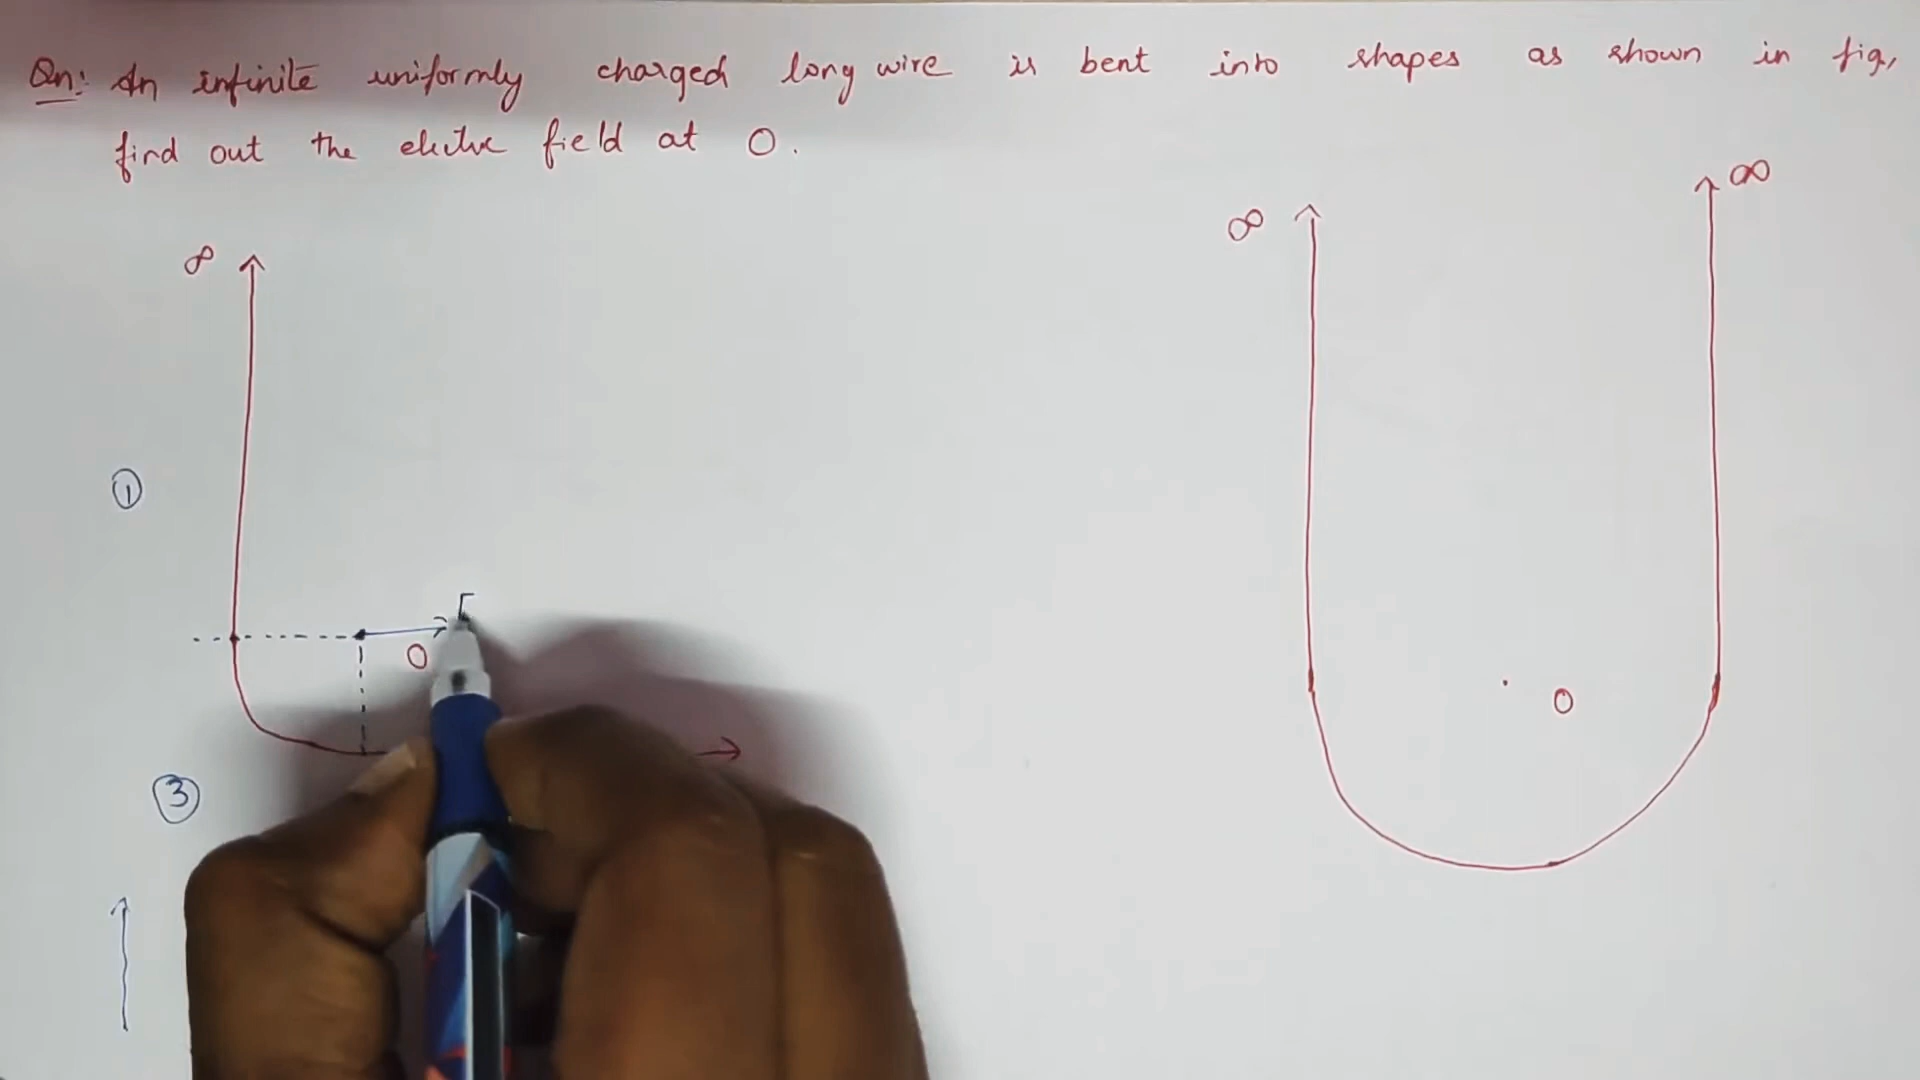 Qn: An infinite uniformly charged long wire is bent into shapes as shown in fig,
find out the electric field at O.
∞
∞
∞
①
E
O
O
③